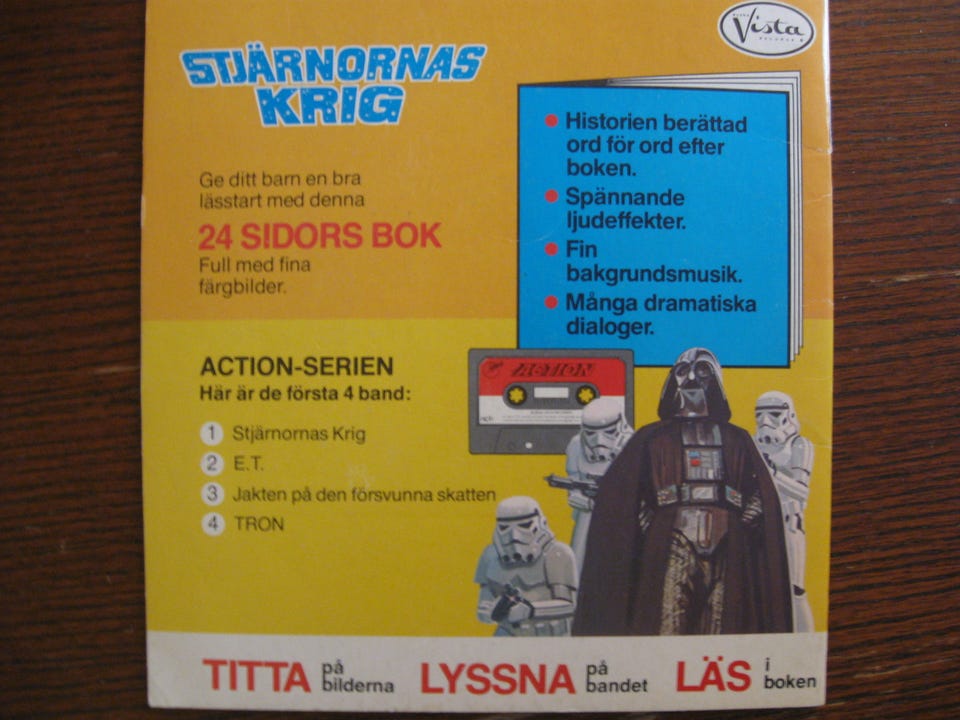 Vista
STJÄRNORNAS
KRIG
Ge ditt barn en bra
lässtart med denna
24 SIDORS BOK
Full med fina
färgbilder.
• Historien berättad
ord för ord efter
boken.
• Spännande
ljudeffekter.
• Fin
bakgrundsmusik.
• Många dramatiska
dialoger.
ACTION-SERIEN
Här är de första 4 band:
1 Stjärnornas Krig
2 E.T.
3 Jakten på den försvunna skatten
4 TRON
ACTION
TITTA på bilderna LYSSNA på bandet LÄS i boken